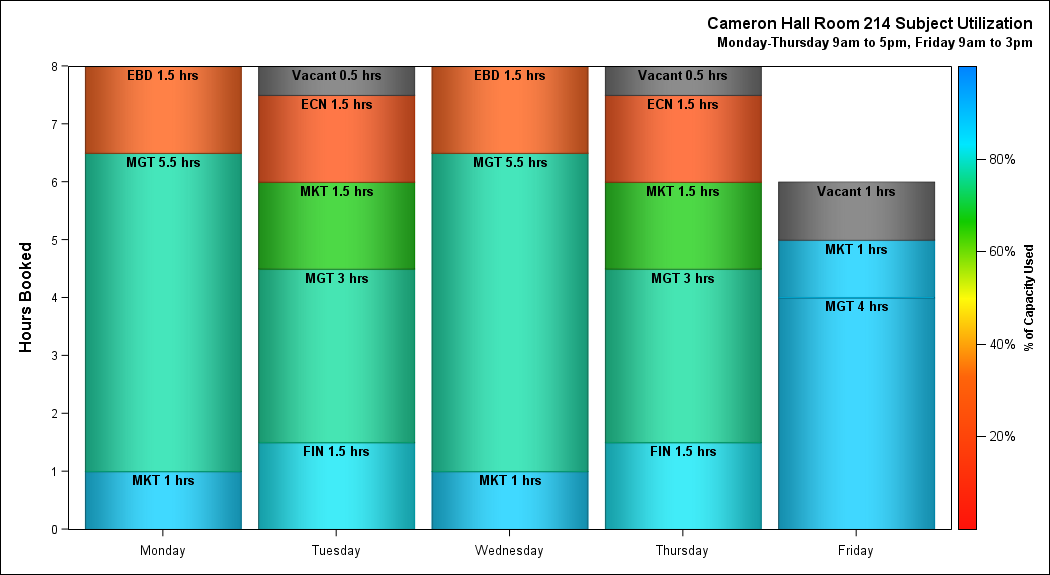 Cameron Hall Room 214 Subject Utilization
Monday-Thursday 9am to 5pm, Friday 9am to 3pm
Hours Booked
8
7
6
5
4
3
2
1
0
EBD 1.5 hrs
MGT 5.5 hrs
MKT 1 hrs
Vacant 0.5 hrs
ECN 1.5 hrs
MKT 1.5 hrs
MGT 3 hrs
FIN 1.5 hrs
EBD 1.5 hrs
MGT 5.5 hrs
MKT 1 hrs
Vacant 0.5 hrs
ECN 1.5 hrs
MKT 1.5 hrs
MGT 3 hrs
FIN 1.5 hrs
Vacant 1 hrs
MKT 1 hrs
MGT 4 hrs
Monday
Tuesday
Wednesday
Thursday
Friday
80%
60%
40%
20%
% of Capacity Used